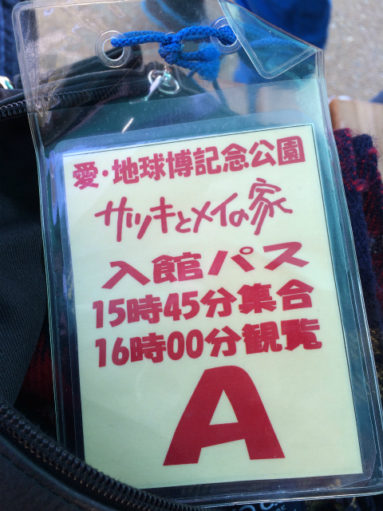 愛・地球博記念公園
サツキとメイの家
入館パス
15時45分集合
16時00分観覧
A